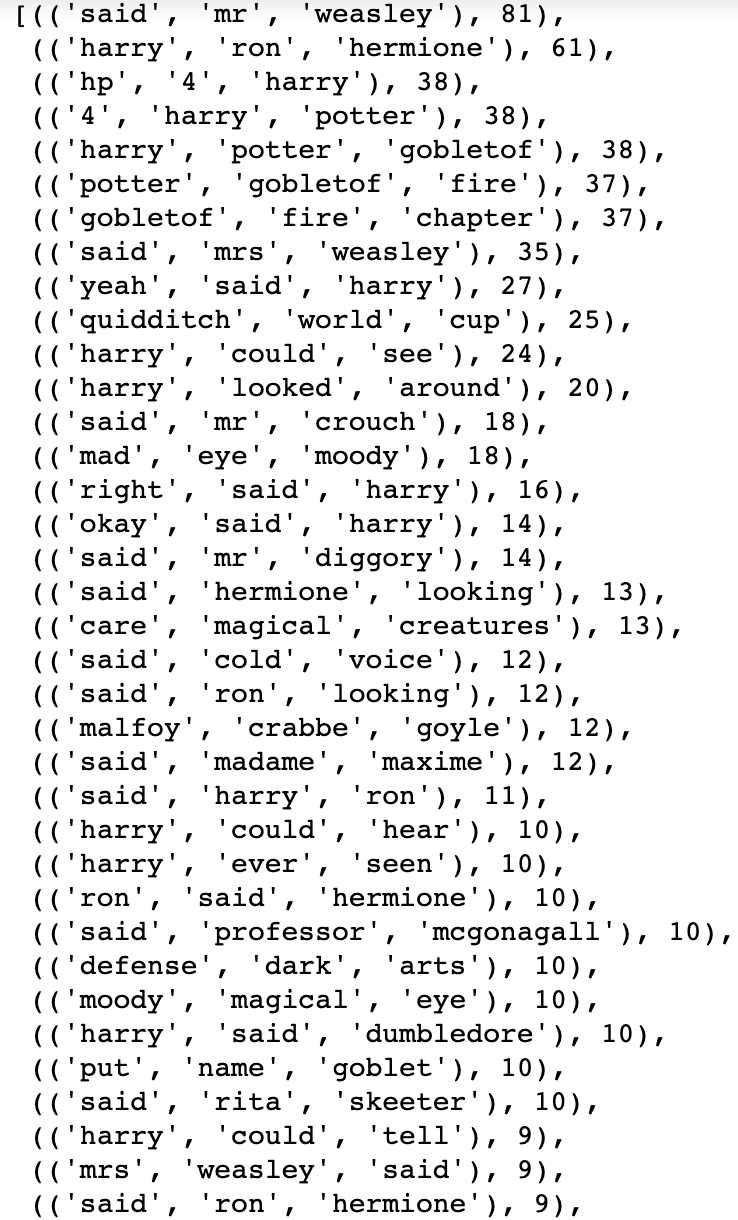 [(('said', 'mr', 'weasley'), 81),
(('harry', 'ron', 'hermione'), 61),
(('hp', '4', 'harry'), 38),
(('4', 'harry', 'potter'), 38),
(('harry', 'potter', 'gobletof'), 38),
(('potter', 'gobletof', 'fire'), 37),
(('gobletof', 'fire', 'chapter'), 37),
(('said', 'mrs', 'weasley'), 35),
(('yeah', 'said', 'harry'), 27),
(('quidditch', 'world', 'cup'), 25),
(('harry', 'could', 'see'), 24),
(('harry', 'looked', 'around'), 20),
(('said', 'mr', 'crouch'), 18),
(('mad', 'eye', 'moody'), 18),
(('right', 'said', 'harry'), 16),
(('okay', 'said', 'harry'), 14),
(('said', 'mr', 'diggory'), 14),
(('said', 'hermione', 'looking'), 13),
(('care', 'magical', 'creatures'), 13),
(('said', 'cold', 'voice'), 12),
(('said', 'ron', 'looking'), 12),
(('malfoy', 'crabbe', 'goyle'), 12),
(('said', 'madame', 'maxime'), 12),
(('said', 'harry', 'ron'), 11),
(('harry', 'could', 'hear'), 10),
(('harry', 'ever', 'seen'), 10),
(('ron', 'said', 'hermione'), 10),
(('said', 'professor', 'mcgonagall'), 10),
(('defense', 'dark', 'arts'), 10),
(('moody', 'magical', 'eye'), 10),
(('harry', 'said', 'dumbledore'), 10),
(('put', 'name', 'goblet'), 10),
(('said', 'rita', 'skeeter'), 10),
(('harry', 'could', 'tell'), 9),
(('mrs', 'weasley', 'said'), 9),
(('said', 'ron', 'hermione'), 9),